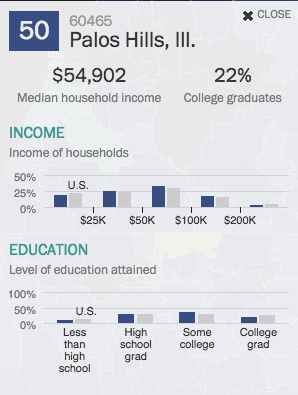 50
60465
Palos Hills, Ill.
✖ CLOSE
$54,902
22%
Median household income
College graduates
INCOME
Income of households
50%
25%
0%
U.S.
$25K
$50K
$100K
$200K
EDUCATION
Level of education attained
100%
50%
0%
U.S.
Less
than
high
school
High
school
grad
Some
college
College
grad